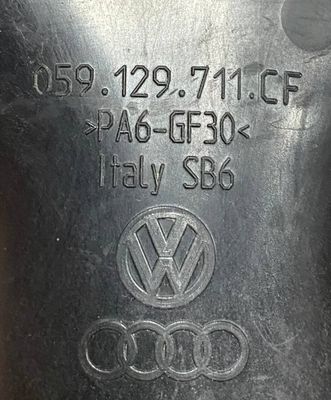 059.129.711.CF
>PA6-GF30<
Italy SB6